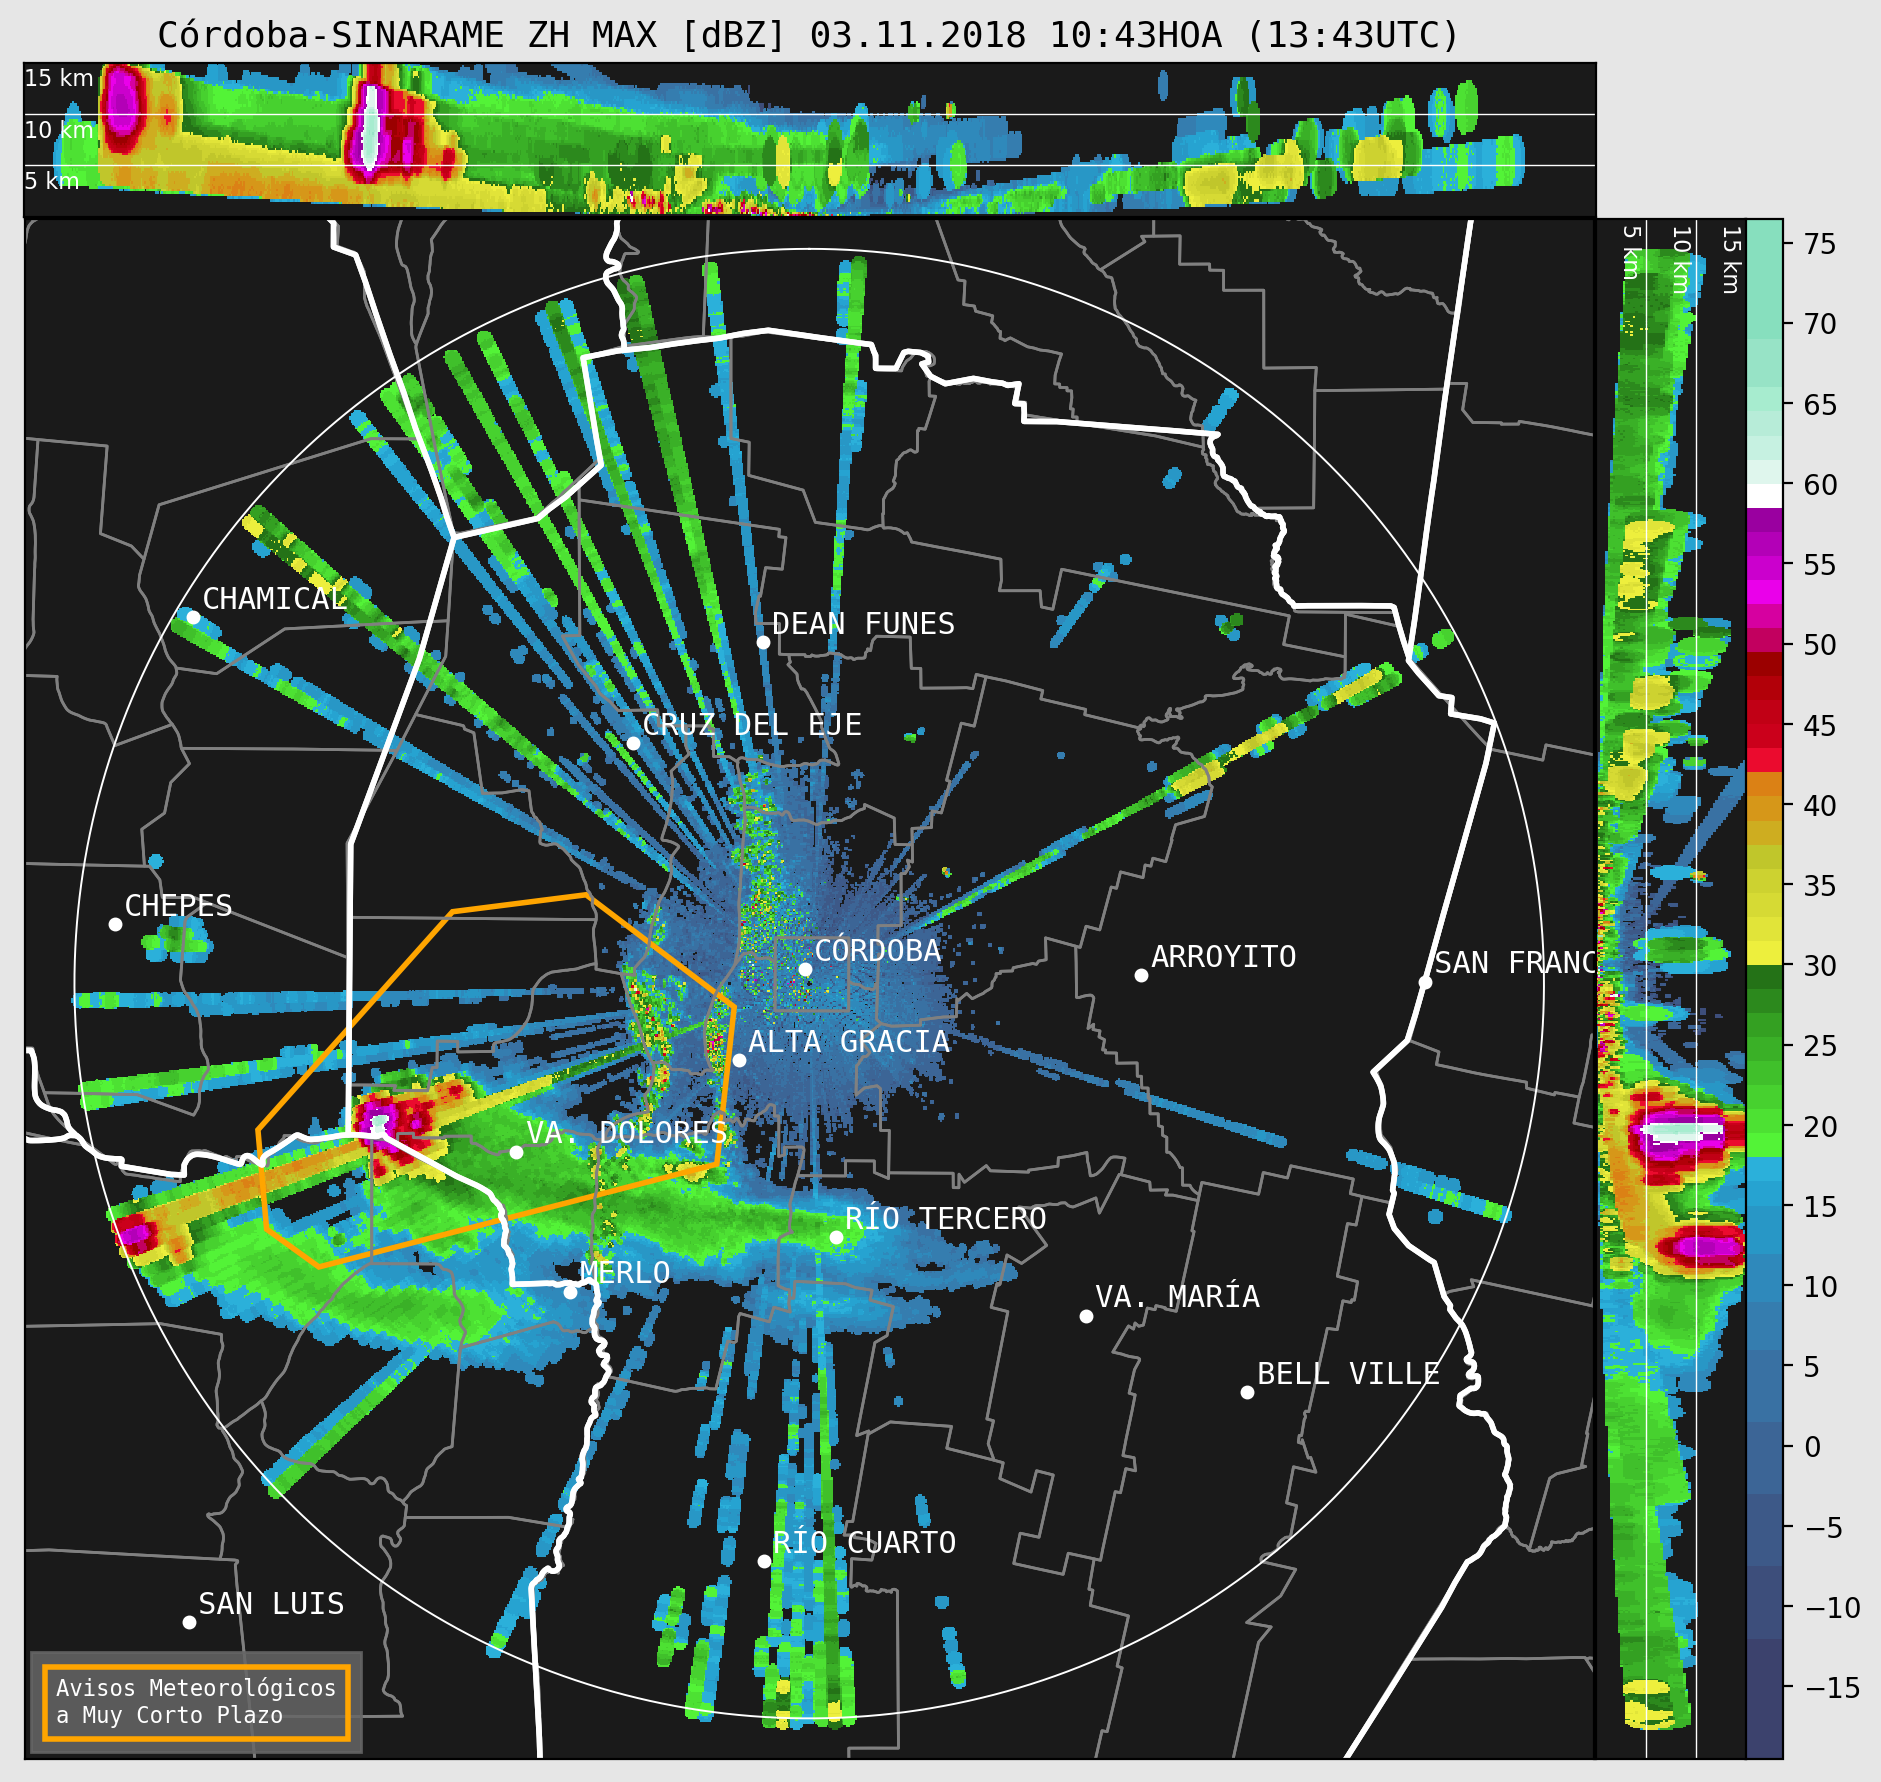 Córdoba-SINARAME ZH MAX [dBZ] 03.11.2018 10:43HOA (13:43UTC)
15 km
10 km
5 km
5 km
10 km
15 km
75
70
65
60
55
50
45
40
35
30
25
20
15
10
5
0
−5
−10
−15
CHAMICAL
DEAN FUNES
CRUZ DEL EJE
CHEPES
CÓRDOBA
ARROYITO
SAN FRANC
ALTA GRACIA
VA. DOLORES
RÍO TERCERO
MERLO
VA. MARÍA
BELL VILLE
RÍO CUARTO
SAN LUIS
Avisos Meteorológicos
a Muy Corto Plazo